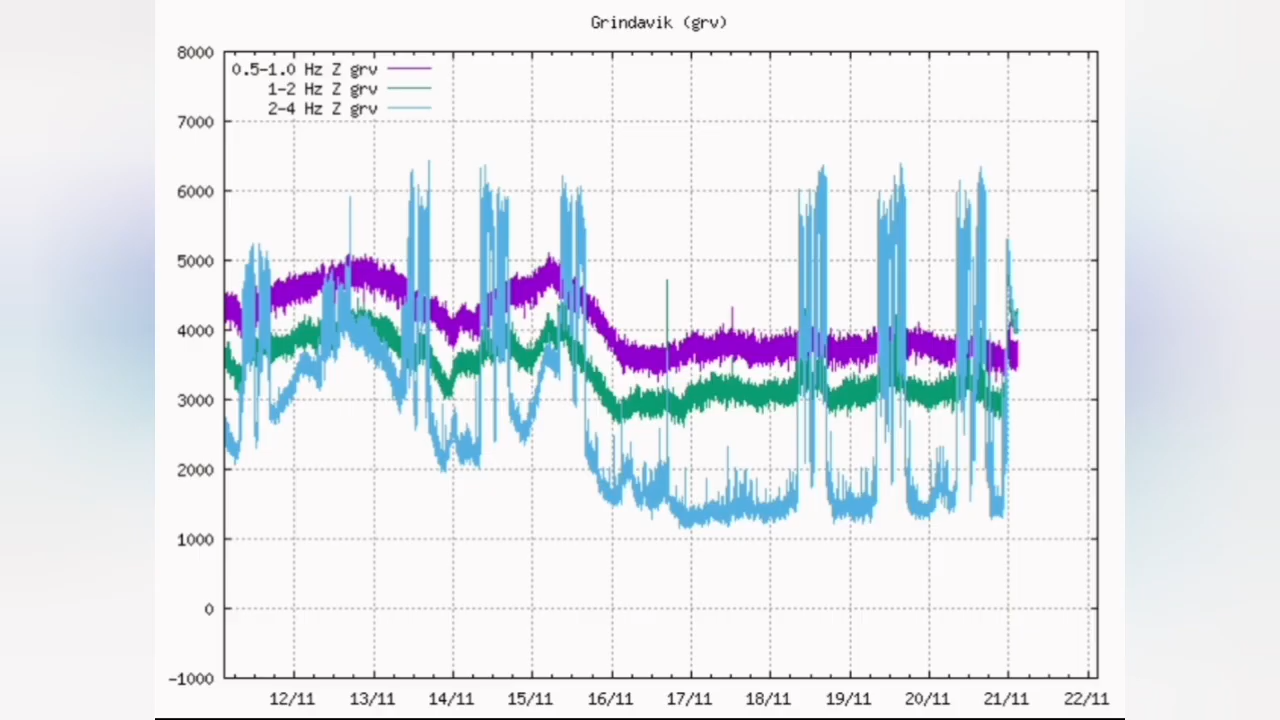 Grindavik (grv)
8000
7000
6000
5000
4000
3000
2000
1000
0
-1000
0.5-1.0 Hz Z grv
1-2 Hz Z grv
2-4 Hz Z grv
12/11 13/11 14/11 15/11 16/11 17/11 18/11 19/11 20/11 21/11 22/11